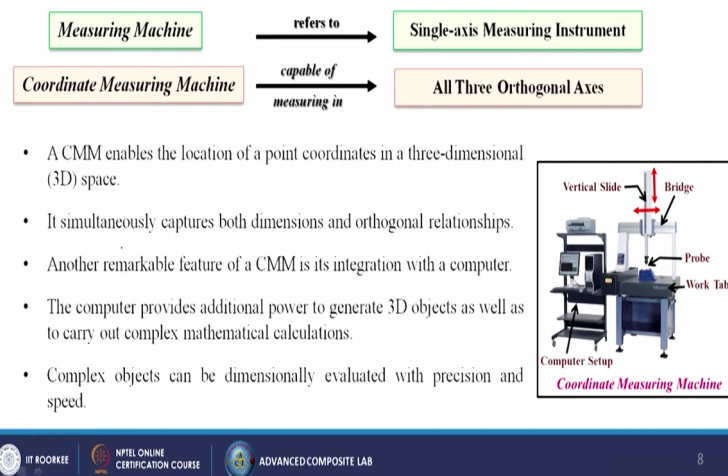 Measuring Machine
refers to
Single-axis Measuring Instrument
Coordinate Measuring Machine
capable of
measuring in
All Three Orthogonal Axes
• A CMM enables the location of a point coordinates in a three-dimensional
(3D) space.
• It simultaneously captures both dimensions and orthogonal relationships.
• Another remarkable feature of a CMM is its integration with a computer.
• The computer provides additional power to generate 3D objects as well as
to carry out complex mathematical calculations.
• Complex objects can be dimensionally evaluated with precision and
speed.
Vertical Slide
Bridge
Probe
Work Tab
Computer Setup
Coordinate Measuring Machine
IIT ROORKEE
NPTEL ONLINE
CERTIFICATION COURSE
ADVANCED COMPOSITE LAB
8